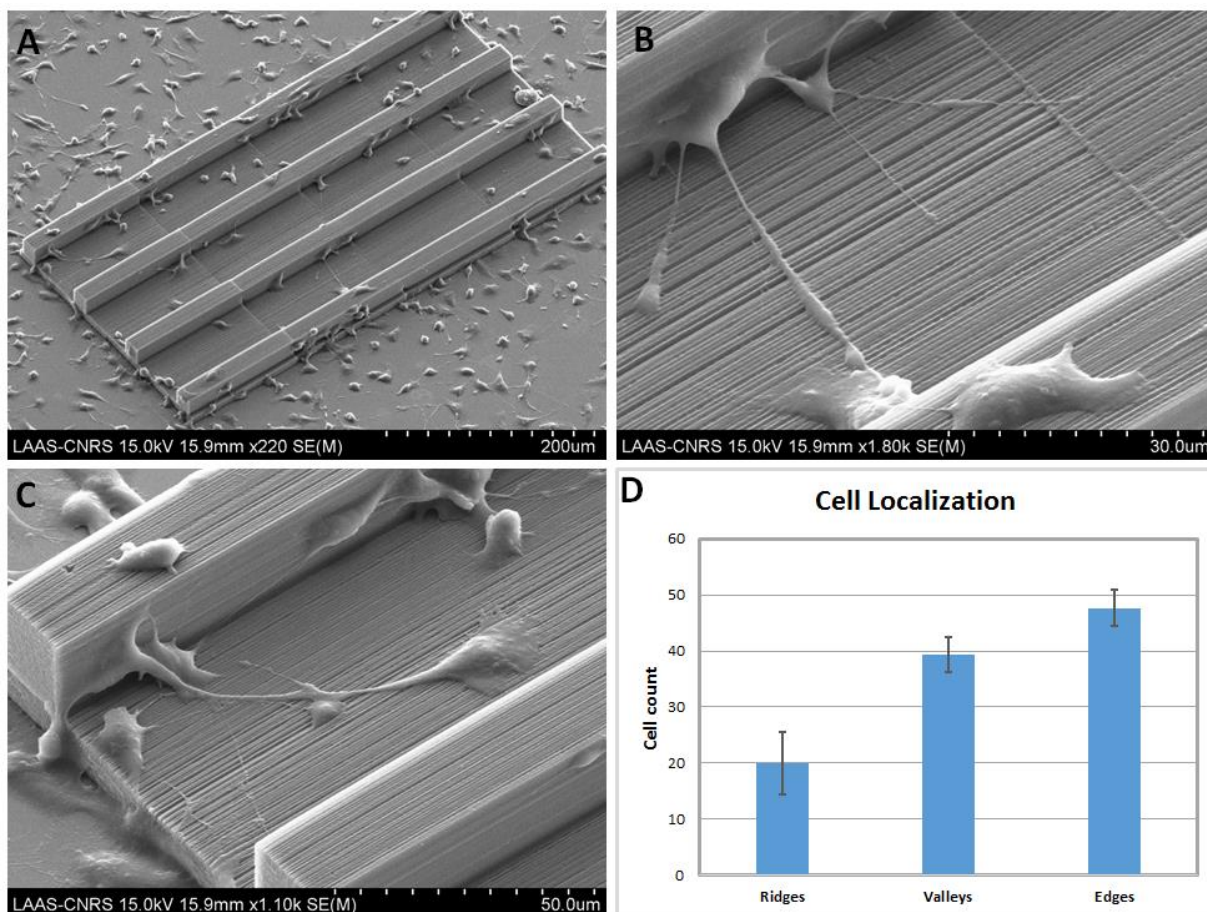 A
LAAS-CNRS 15.0kV 15.9mm x220 SE(M)
200um
B
LAAS-CNRS 15.0kV 15.9mm x1.80k SE(M)
30.0um
C
LAAS-CNRS 15.0kV 15.9mm x1.10k SE(M)
50.0um
D
Cell Localization
Cell count
60
50
40
30
20
10
0
Ridges
Valleys
Edges